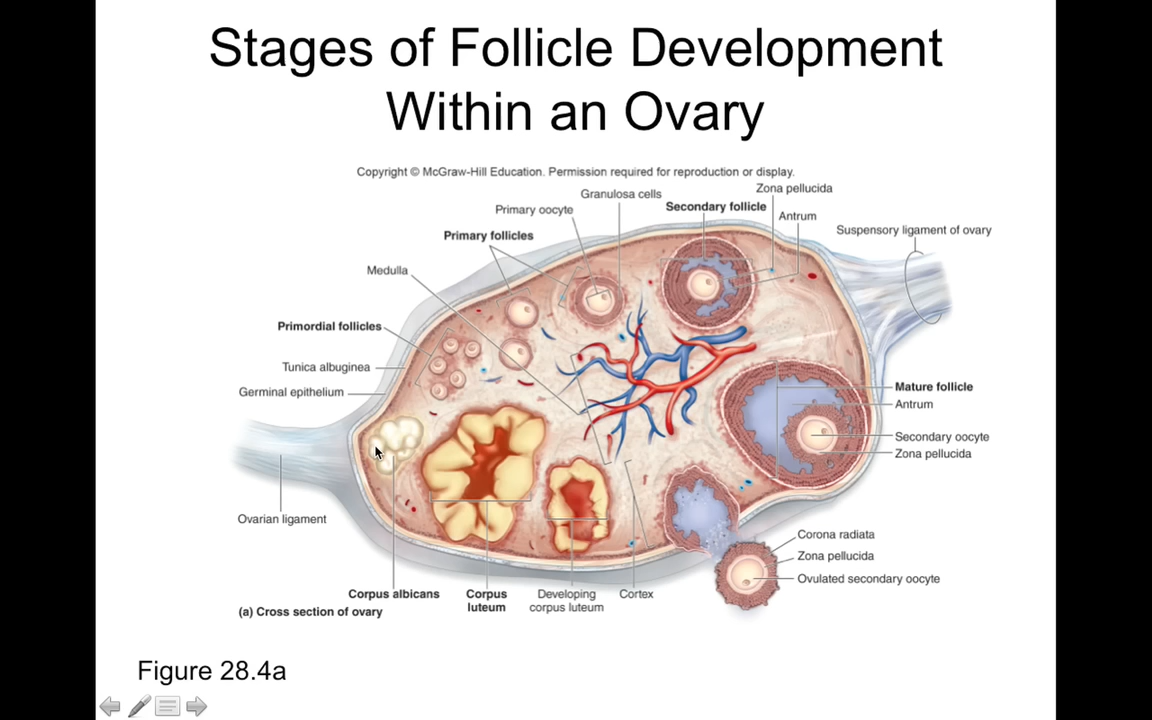 Stages of Follicle Development
Within an Ovary
Copyright © McGraw-Hill Education. Permission required for reproduction or display.
Zona pellucida
Granulosa cells
Secondary follicle
Primary oocyte
Antrum
Suspensory ligament of ovary
Primary follicles
Medulla
Primordial follicles
Tunica albuginea
Germinal epithelium
Mature follicle
Antrum
Secondary oocyte
Zona pellucida
Ovarian ligament
Corona radiata
Zona pellucida
Ovulated secondary oocyte
Corpus albicans
Corpus
luteum
Developing
corpus luteum
Cortex
(a) Cross section of ovary
Figure 28.4a